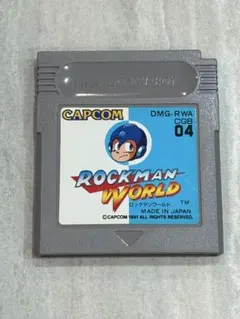 CAPCOM
DMG-RWA
CGB
04
ROCKMAN
WORLD
TM
ロックマンワールド
MADE IN JAPAN
©CAPCOM 1991 ALL RIGHTS RESERVED.